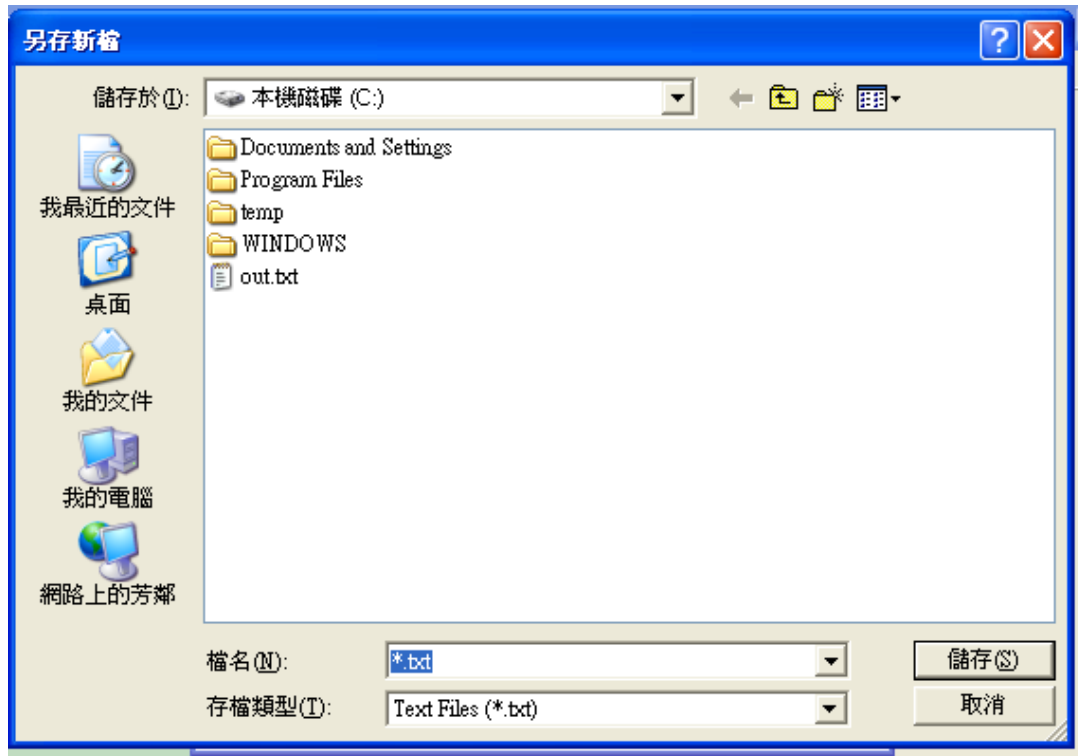 另存新檔
儲存於(I):
本機磁碟 (C:)
Documents and Settings
Program Files
temp
WINDOWS
out.txt
我最近的文件
桌面
我的文件
我的電腦
網路上的芳鄰
檔名(N):
*.txt
儲存(S)
存檔類型(T):
Text Files (*.txt)
取消